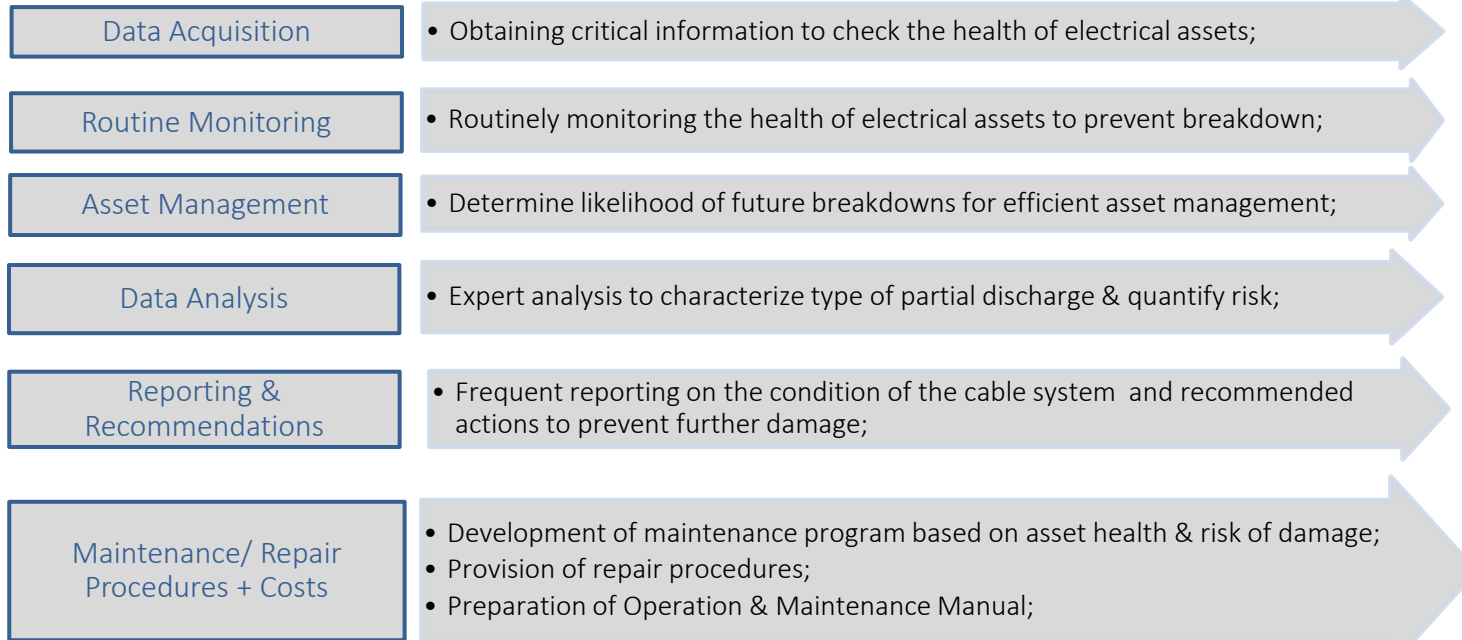 Data Acquisition
• Obtaining critical information to check the health of electrical assets;
Routine Monitoring
• Routinely monitoring the health of electrical assets to prevent breakdown;
Asset Management
• Determine likelihood of future breakdowns for efficient asset management;
Data Analysis
• Expert analysis to characterize type of partial discharge & quantify risk;
Reporting &
Recommendations
• Frequent reporting on the condition of the cable system  and recommended
actions to prevent further damage;
Maintenance/ Repair
Procedures + Costs
• Development of maintenance program based on asset health & risk of damage;
• Provision of repair procedures;
• Preparation of Operation & Maintenance Manual;